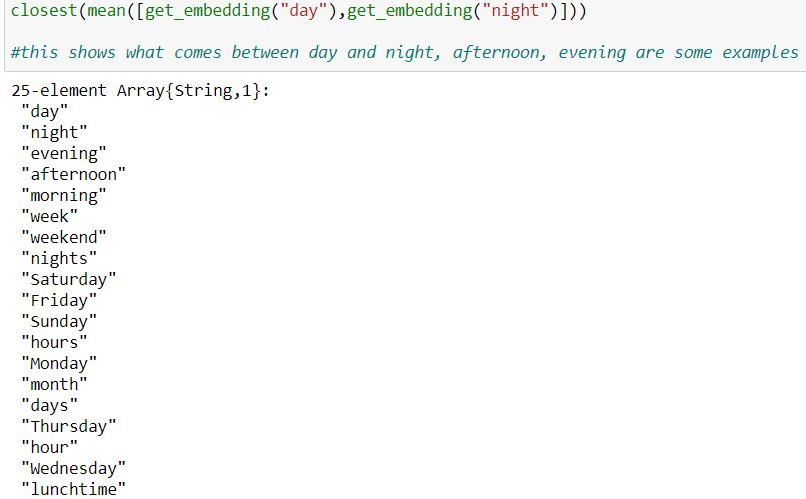 closest(mean([get_embedding("day"),get_embedding("night")]))
#this shows what comes between day and night, afternoon, evening are some examples
25-element Array{String,1}:
"day"
"night"
"evening"
"afternoon"
"morning"
"week"
"weekend"
"nights"
"Saturday"
"Friday"
"Sunday"
"hours"
"Monday"
"month"
"days"
"Thursday"
"hour"
"Wednesday"
"lunchtime"